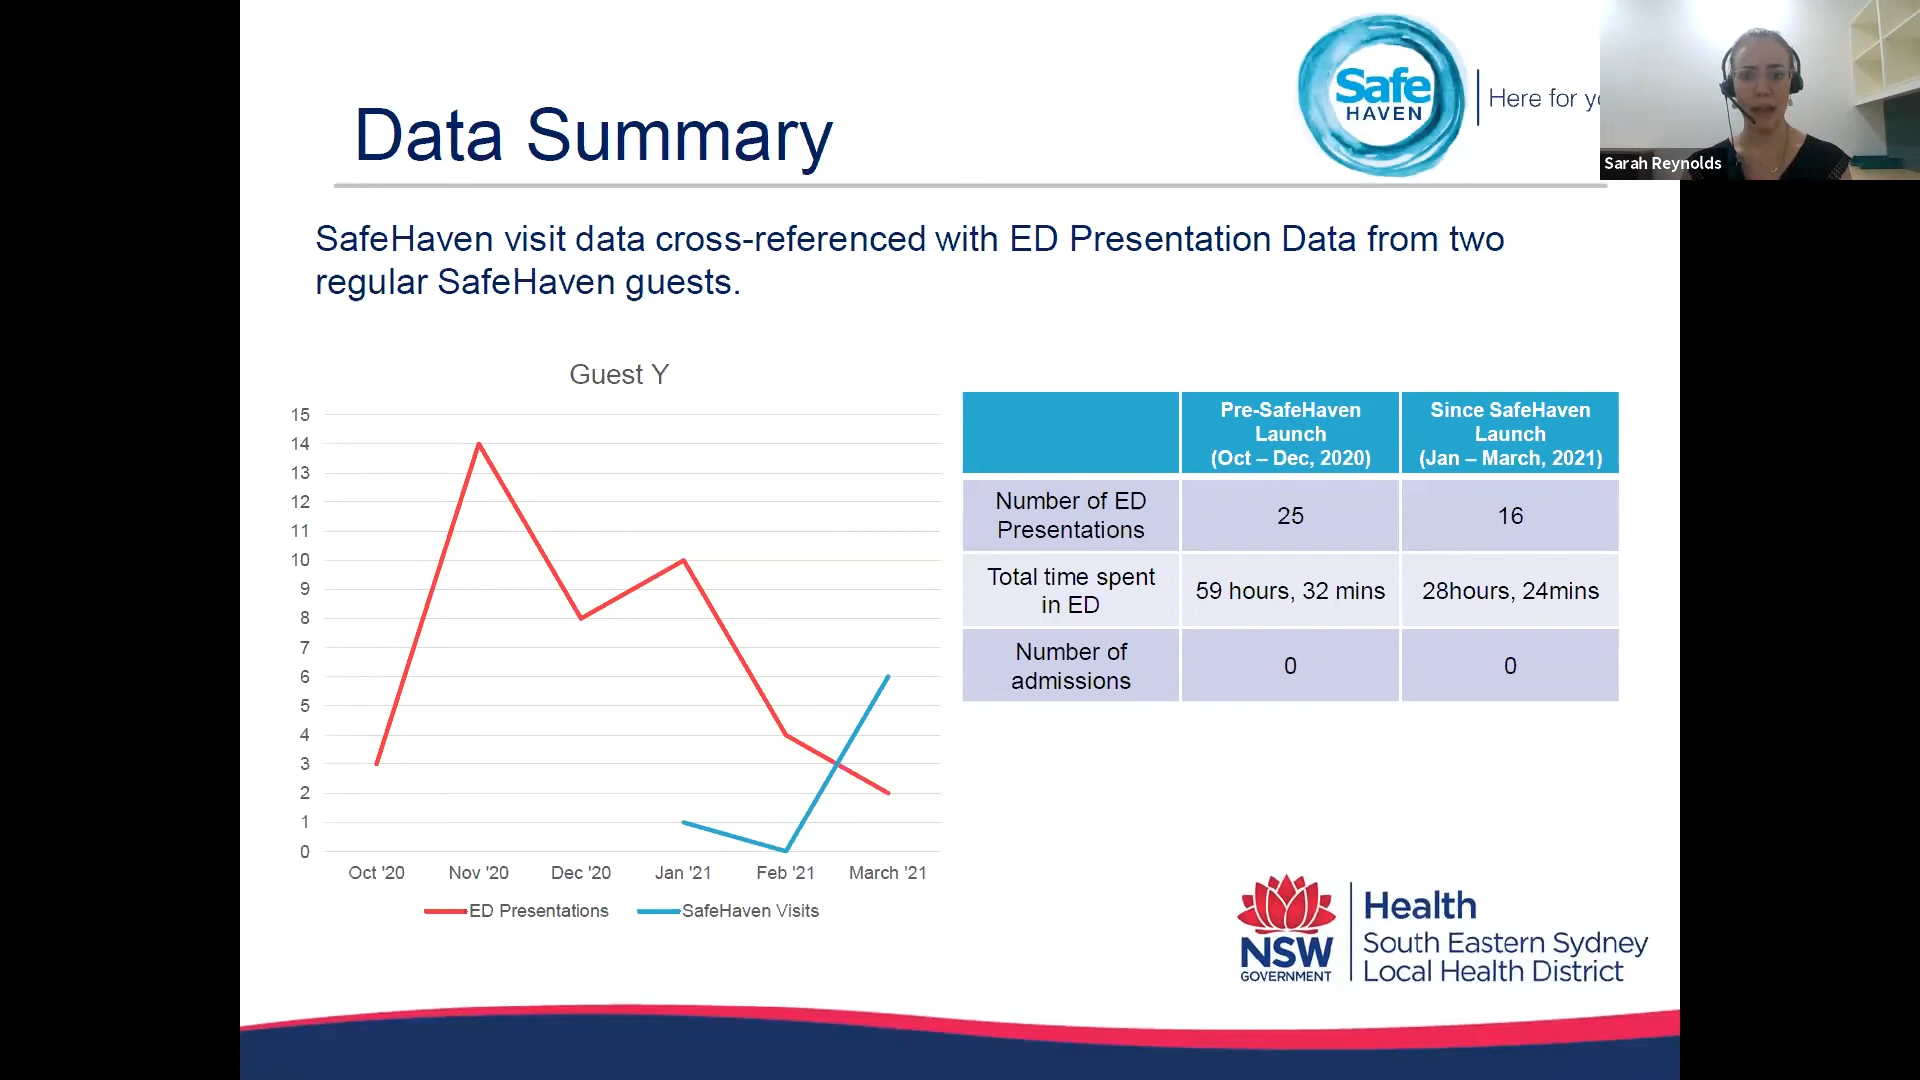 Safe
HAVEN
Here for
Sarah Reynolds
Data Summary
SafeHaven visit data cross-referenced with ED Presentation Data from two
regular SafeHaven guests.
Guest Y
15
14
13
12
11
10
9
8
7
6
5
4
3
2
1
0
Oct '20 Nov '20 Dec '20 Jan '21 Feb '21 March '21
ED Presentations SafeHaven Visits
Pre-SafeHaven
Launch
(Oct – Dec, 2020)
Since SafeHaven
Launch
(Jan – March, 2021)
Number of ED
Presentations
25
16
Total time spent
in ED
59 hours, 32 mins
28hours, 24mins
Number of
admissions
0
0
NSW
GOVERNMENT
Health
South Eastern Sydney
Local Health District